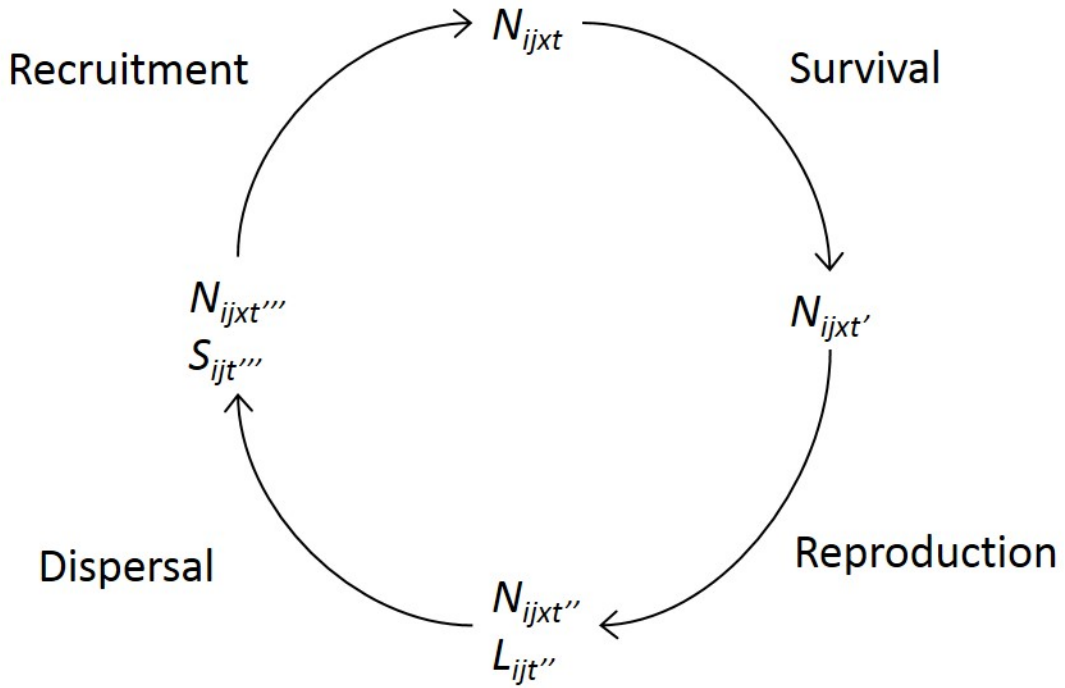 N_ijxt
Recruitment
Survival
N_ijxt'''
S_ijt'''
N_ijxt'
Dispersal
Reproduction
N_ijxt''
L_ijt''